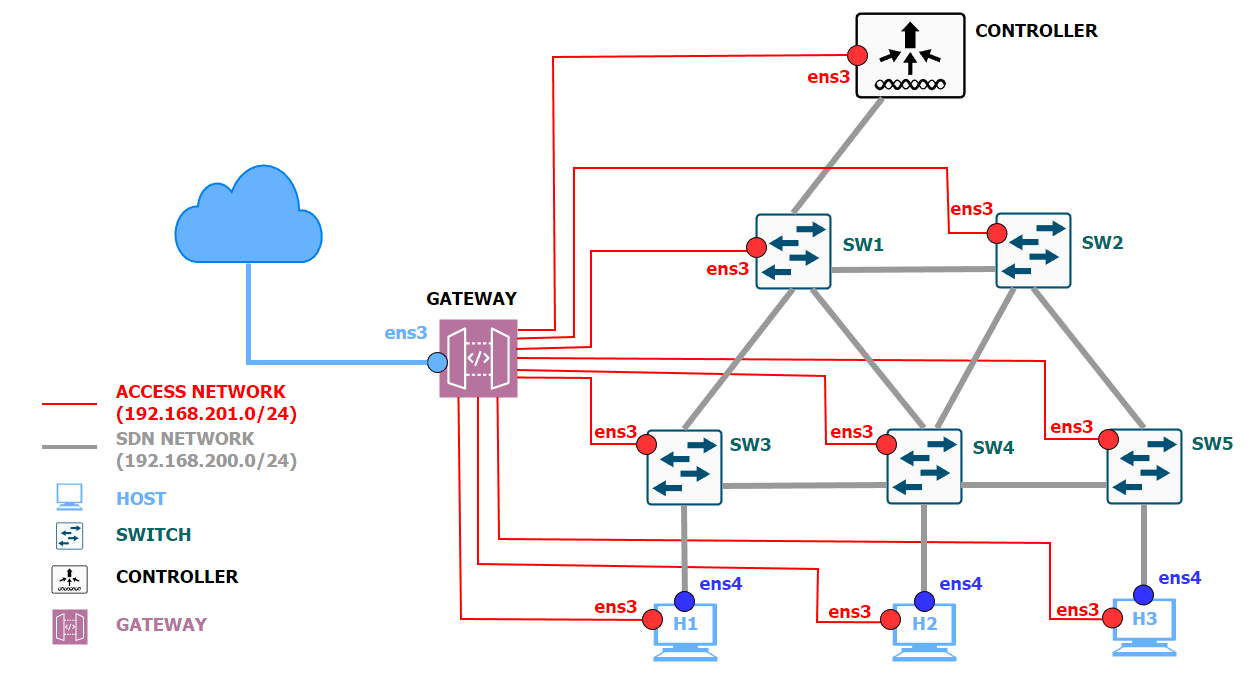 CONTROLLER
ens3
ens3
SW1
SW2
ens3
GATEWAY
ens3
</>
ACCESS NETWORK
(192.168.201.0/24)
SDN NETWORK
(192.168.200.0/24)
HOST
SWITCH
CONTROLLER
GATEWAY
ens3
SW3
ens3
SW4
ens3
SW5
ens4
ens3
H1
ens4
ens3
H2
ens4
ens3
H3